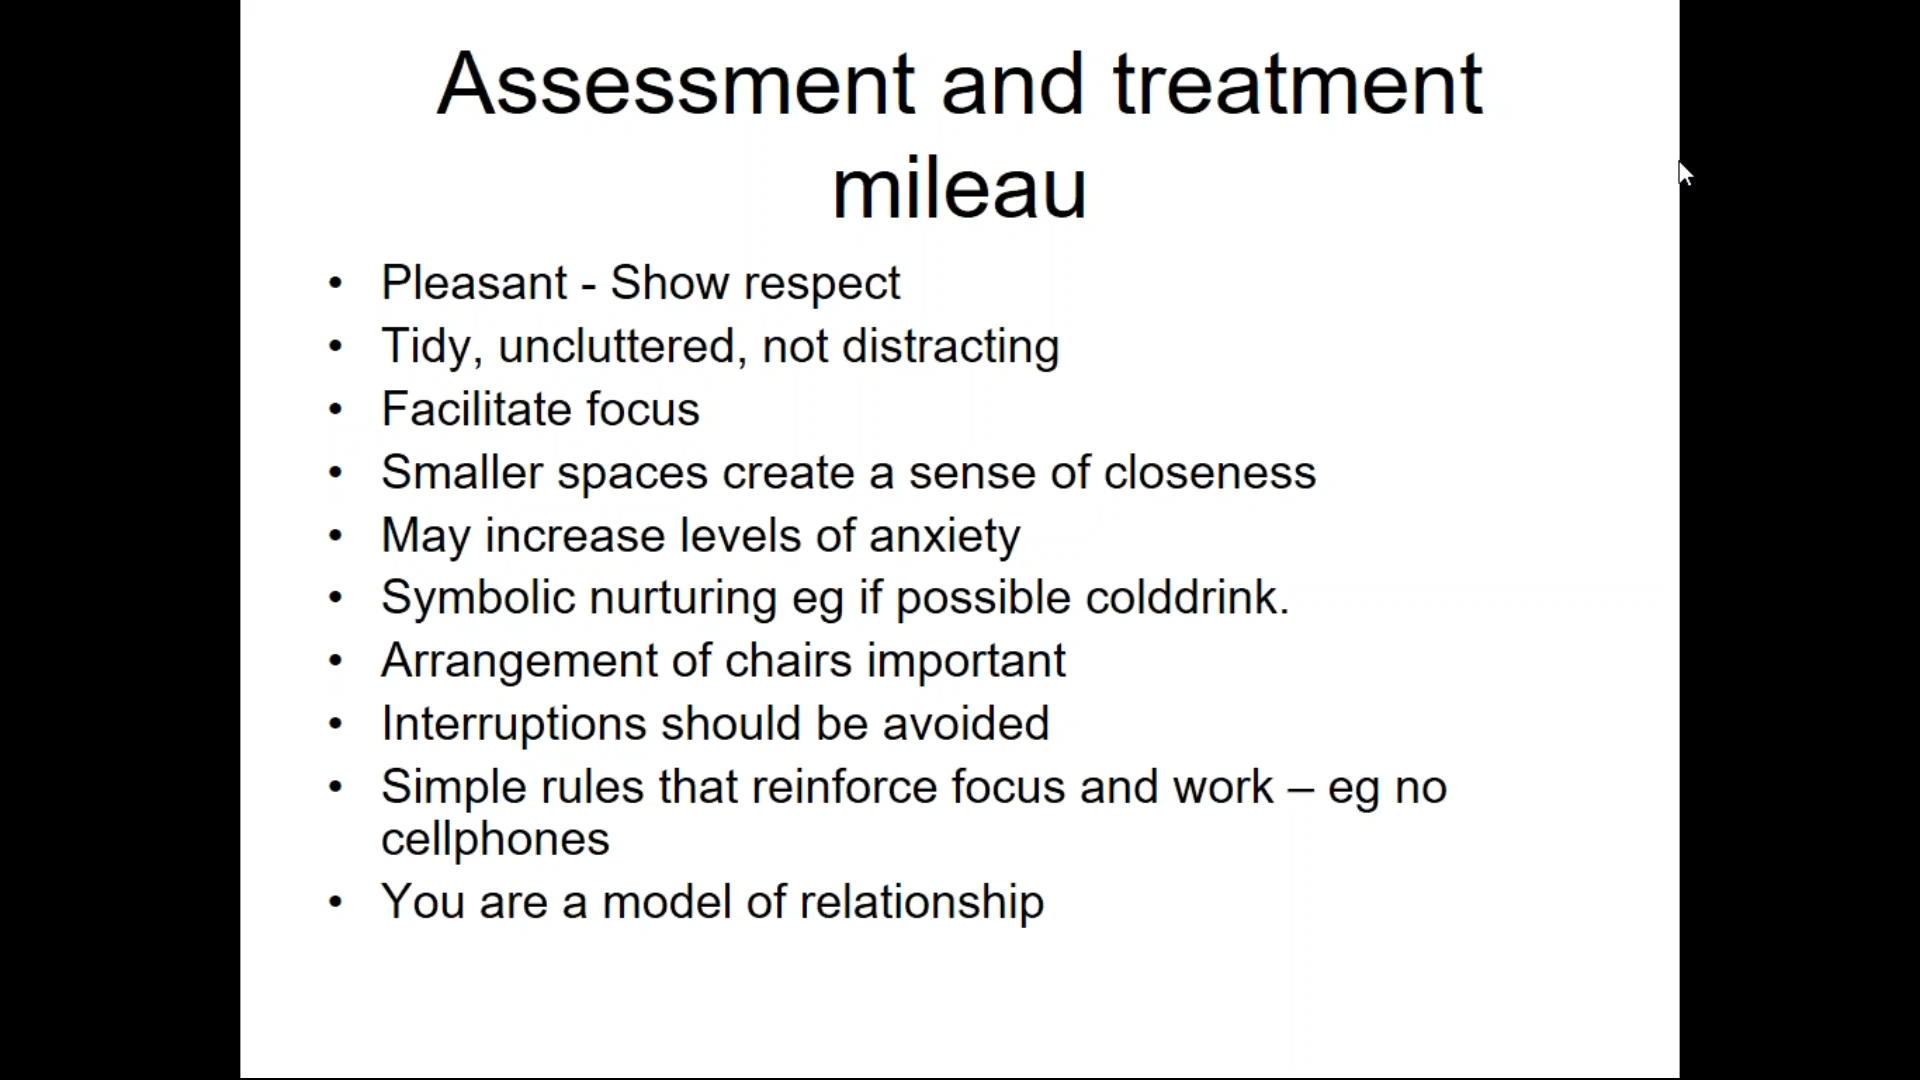 Assessment and treatment
mileau
• Pleasant - Show respect
• Tidy, uncluttered, not distracting
• Facilitate focus
• Smaller spaces create a sense of closeness
• May increase levels of anxiety
• Symbolic nurturing eg if possible colddrink.
• Arrangement of chairs important
• Interruptions should be avoided
• Simple rules that reinforce focus and work – eg no
cellphones
• You are a model of relationship